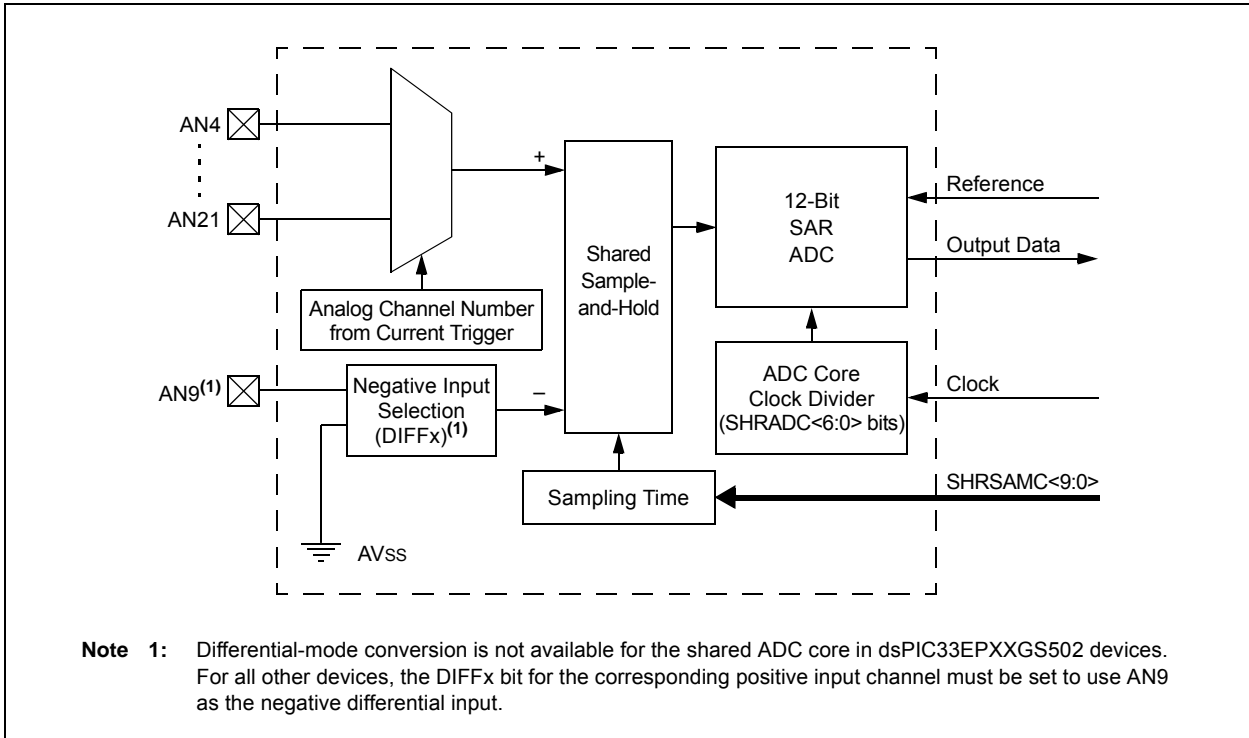 AN4
AN21
+
Shared
Sample-
and-Hold
12-Bit
SAR
ADC
Reference
Output Data
Analog Channel Number
from Current Trigger
AN9(1)
Negative Input
Selection
(DIFFx)(1)
–
ADC Core
Clock Divider
(SHRADC<6:0> bits)
Clock
Sampling Time
SHRSAMC<9:0>
AVSS
Note 1: Differential-mode conversion is not available for the shared ADC core in dsPIC33EPXXGS502 devices.
For all other devices, the DIFFx bit for the corresponding positive input channel must be set to use AN9
as the negative differential input.